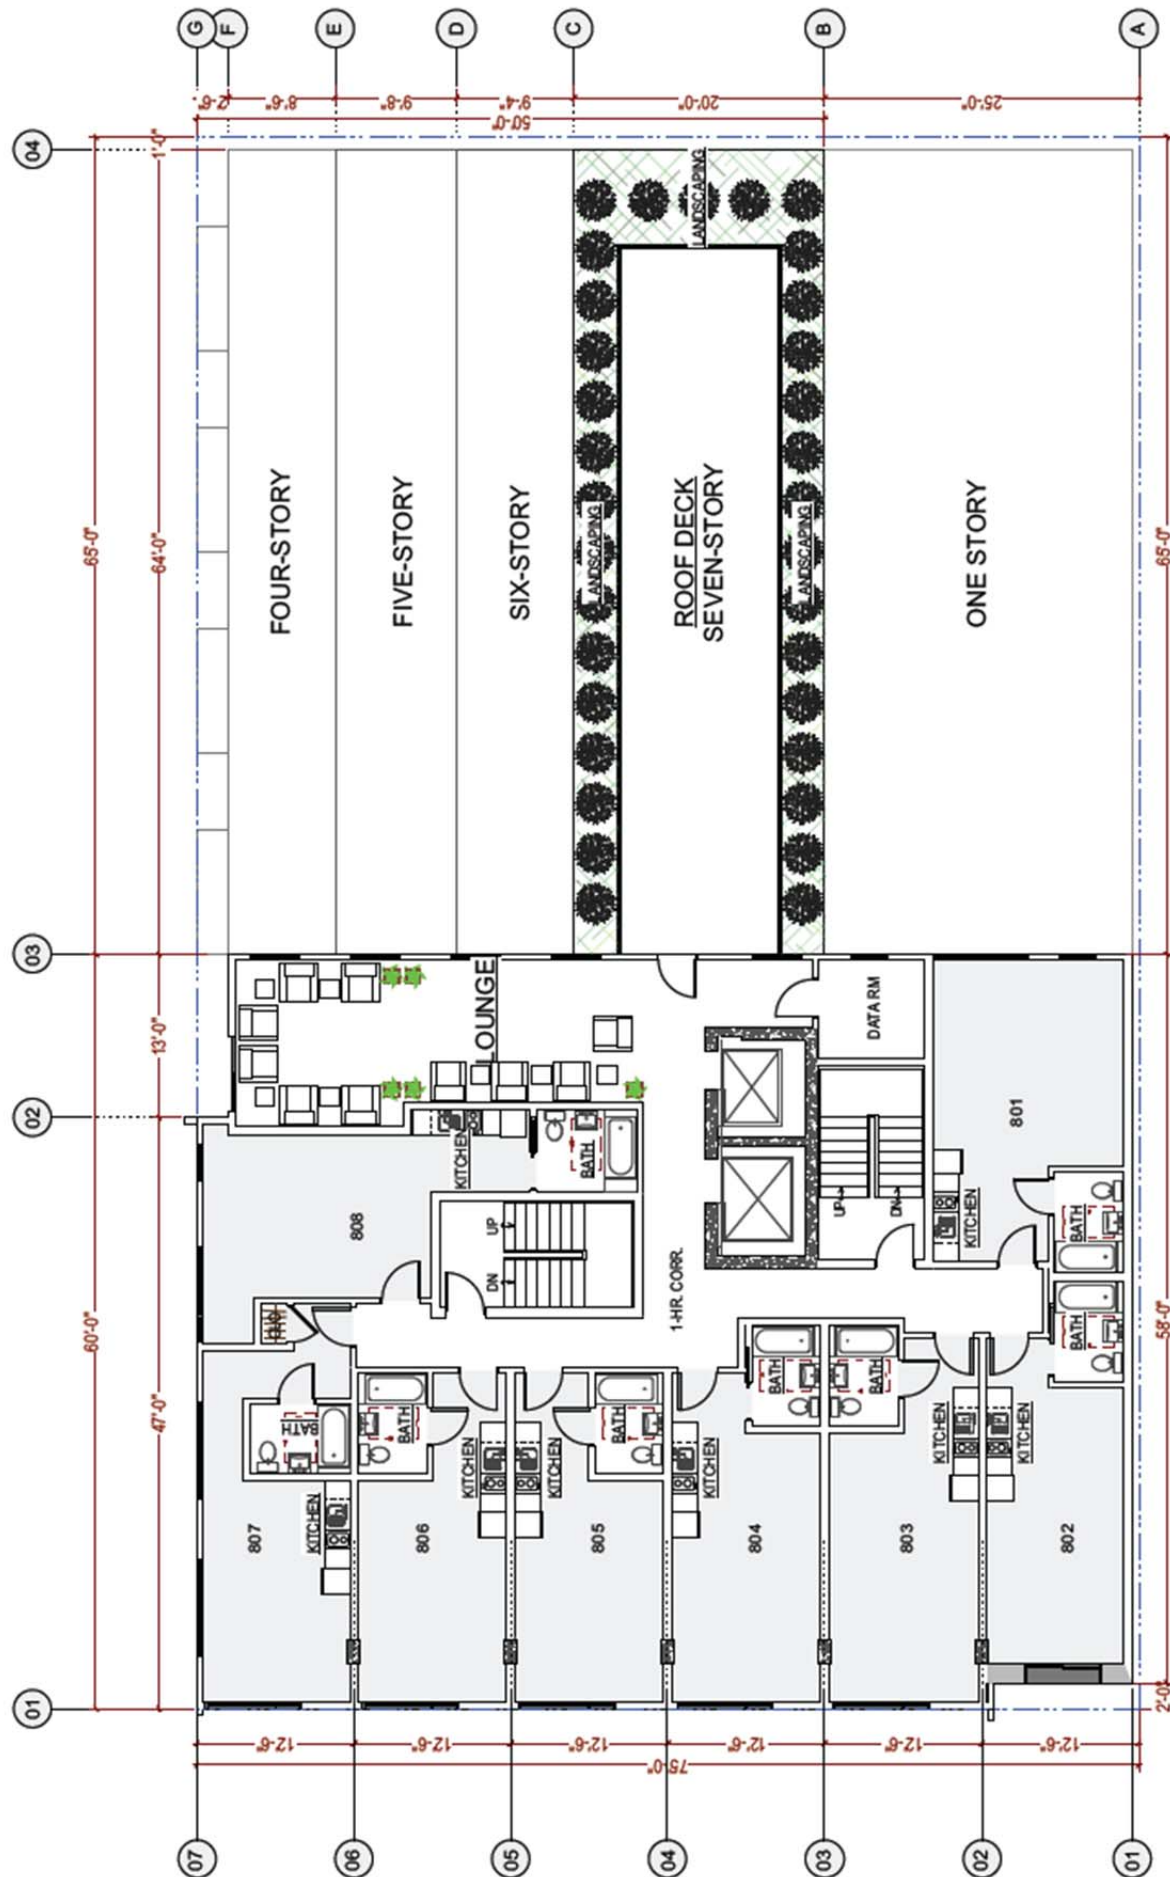 G
F
E
D
C
B
A
2'-6"
8'-6"
9'-8"
9'-4"
20'-0"
25'-0"
50'-0"
04
1'-0"
65'-0"
64'-0"
FOUR-STORY
FIVE-STORY
SIX-STORY
LANDSCAPING
LANDSCAPING
ROOF DECK
SEVEN-STORY
LANDSCAPING
ONE STORY
65'-0"
03
13'-0"
LOUNGE
DATA RM
02
KITCHEN
BATH
801
808
UP
DN
UP
DN
KITCHEN
BATH
1-HR. CORR.
60'-0"
58'-0"
47'-0"
BATH
BATH
BATH
BATH
BATH
BATH
KITCHEN
KITCHEN
KITCHEN
KITCHEN
KITCHEN
KITCHEN
807
806
805
804
803
802
01
2'-0"
12'-6"
12'-6"
12'-6"
12'-6"
12'-6"
12'-6"
75'-0"
07
06
05
04
03
02
01